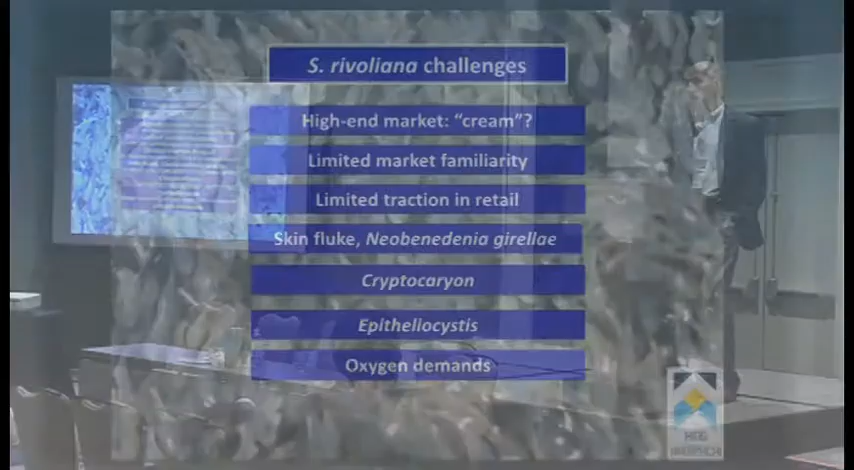 S. rivoliana challenges
High-end market: “cream”?
Limited market familiarity
Limited traction in retail
Skin fluke, Neobenedenia girellae
Cryptocaryon
Epitheliocystis
Oxygen demands